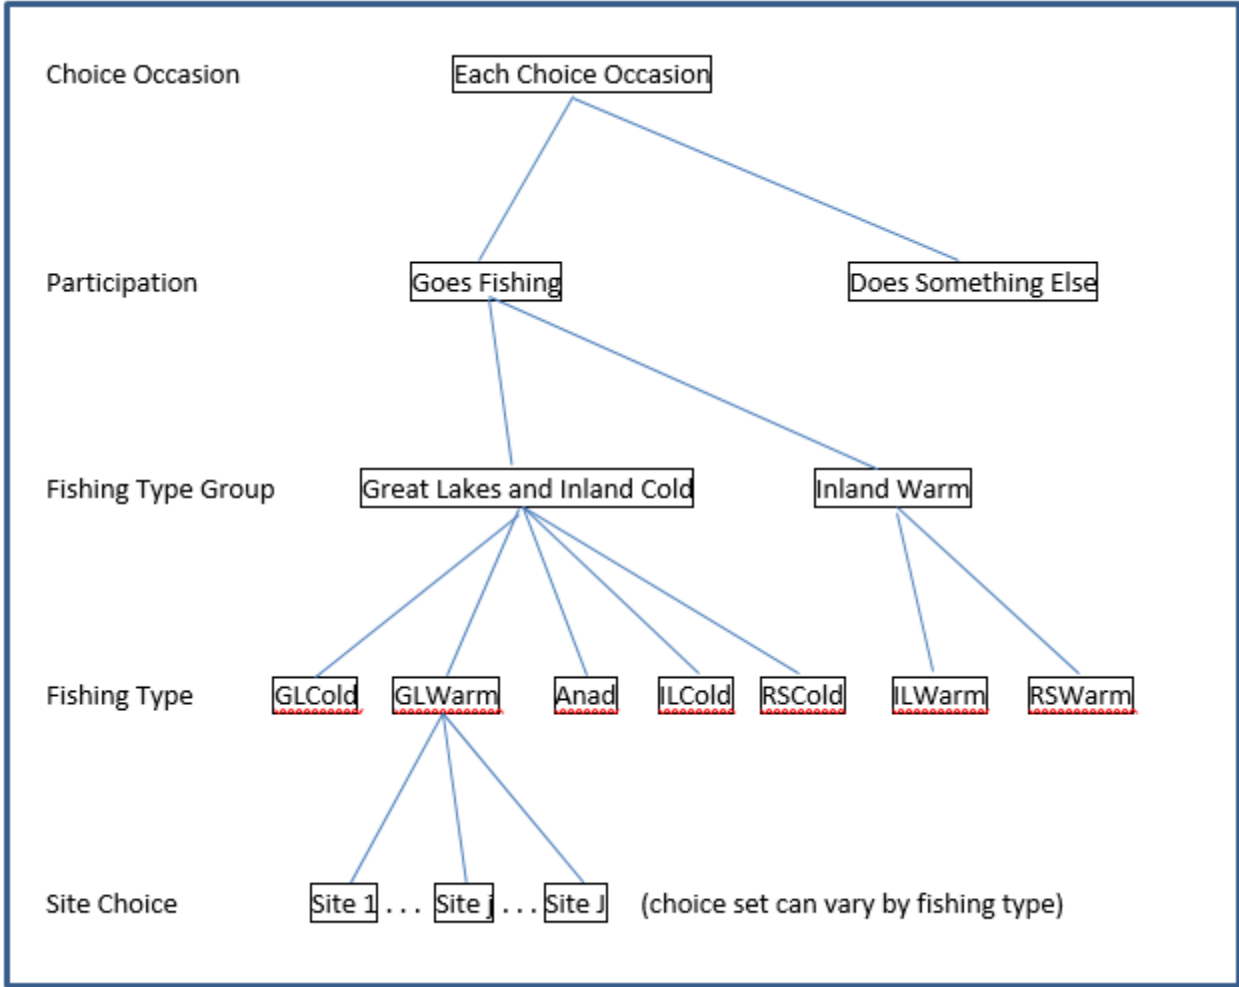 Choice Occasion Each Choice Occasion
Participation Goes Fishing Does Something Else
Fishing Type Group Great Lakes and Inland Cold Inland Warm
Fishing Type GLCold GLWarm Anad ILCold RSCold ILWarm RSWarm
Site Choice Site 1 . . . Site j . . . Site J (choice set can vary by fishing type)